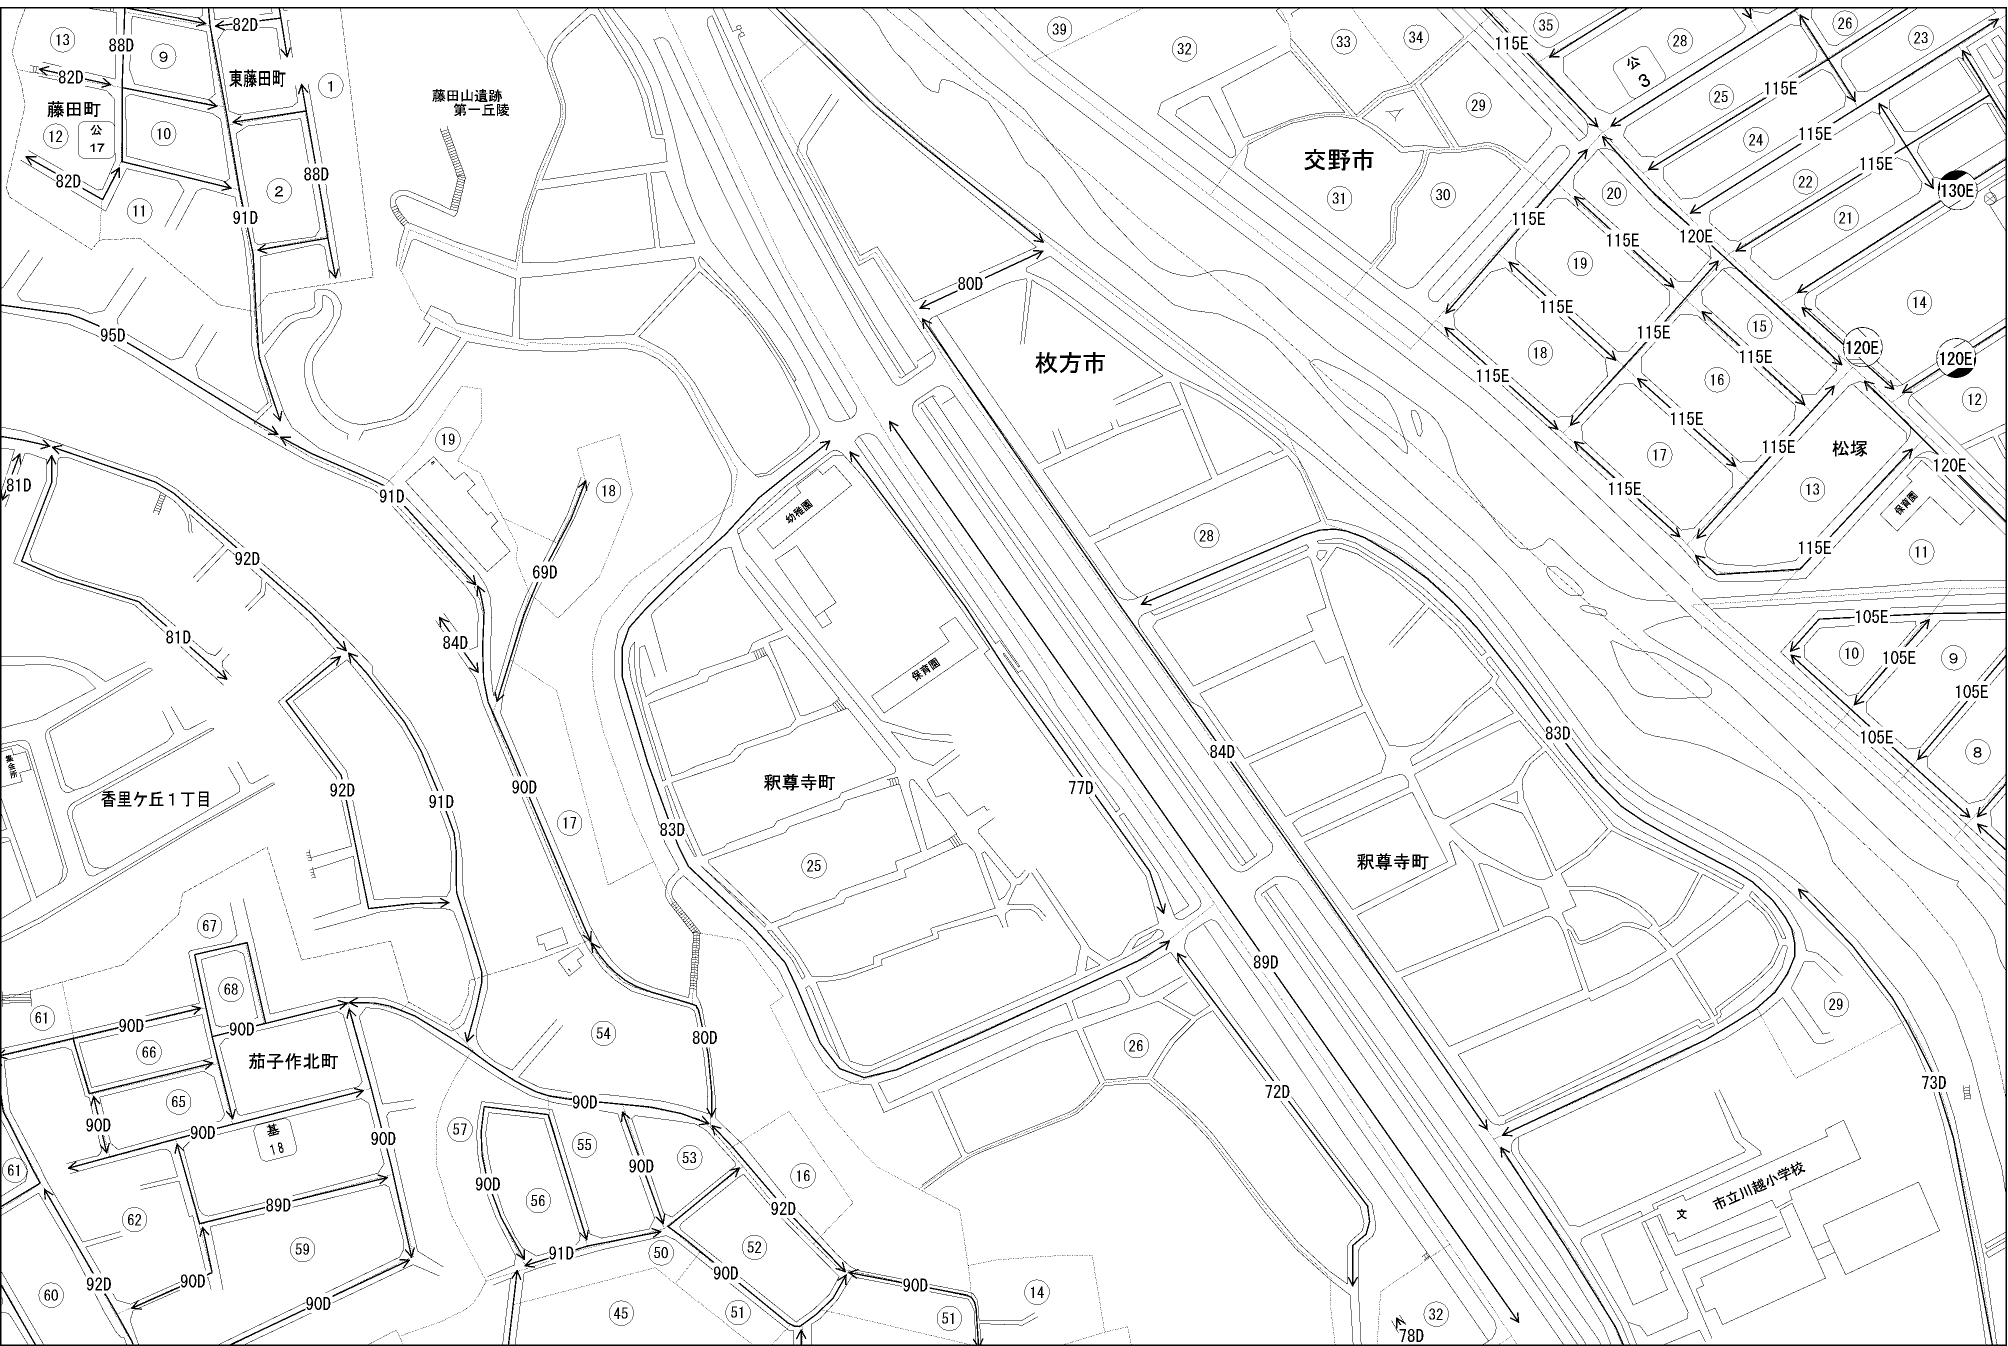 82D
13
88D
9
東藤田町
1
82D
藤田町
12
公
17
10
88D
82D
2
11
91D
藤田山遺跡
第一丘陵
95D
80D
枚方市
39
32
33
34
29
交野市
31
30
115E
35
28
公
3
26
23
25
115E
24
115E
115E
22
130E
20
21
115E
120E
115E
19
14
115E
115E
15
120E
120E
115E
18
115E
16
12
115E
115E
松塚
17
120E
115E
13
保育園
115E
11
19
91D
18
81D
92D
69D
84D
81D
幼稚園
28
保育園
105E
10
105E
9
105E
105E
8
集会所
香里ケ丘1丁目
92D
91D
90D
17
83D
釈尊寺町
25
77D
84D
83D
釈尊寺町
67
68
61
90D
90D
66
茄子作北町
54
80D
89D
29
26
65
90D
90D
墓
18
90D
57
90D
55
53
90D
16
72D
73D
61
90D
56
62
89D
59
92D
52
91D
50
90D
92D
90D
60
90D
45
51
90D
51
14
32
78D
市立川越小学校
文